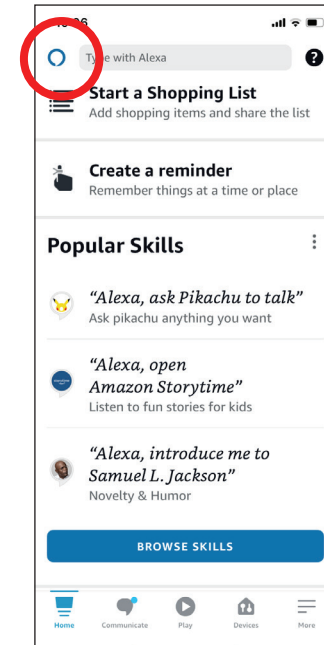 Type with Alexa
?
Start a Shopping List
Add shopping items and share the list
Create a reminder
Remember things at a time or place
Popular Skills
“Alexa, ask Pikachu to talk”
Ask pikachu anything you want
“Alexa, open
Amazon Storytime”
Listen to fun stories for kids
“Alexa, introduce me to
Samuel L. Jackson”
Novelty & Humor
BROWSE SKILLS
Home Communicate Play Devices More